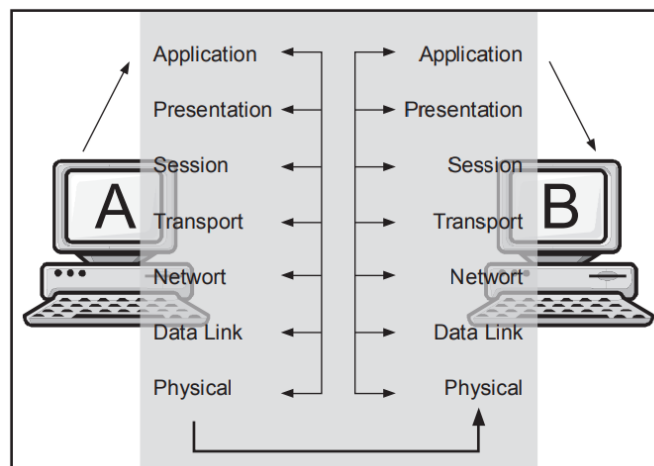 Application Application
Presentation Presentation
Session Session
A B
Transport Transport
Networt Networt
Data Link Data Link
Physical Physical